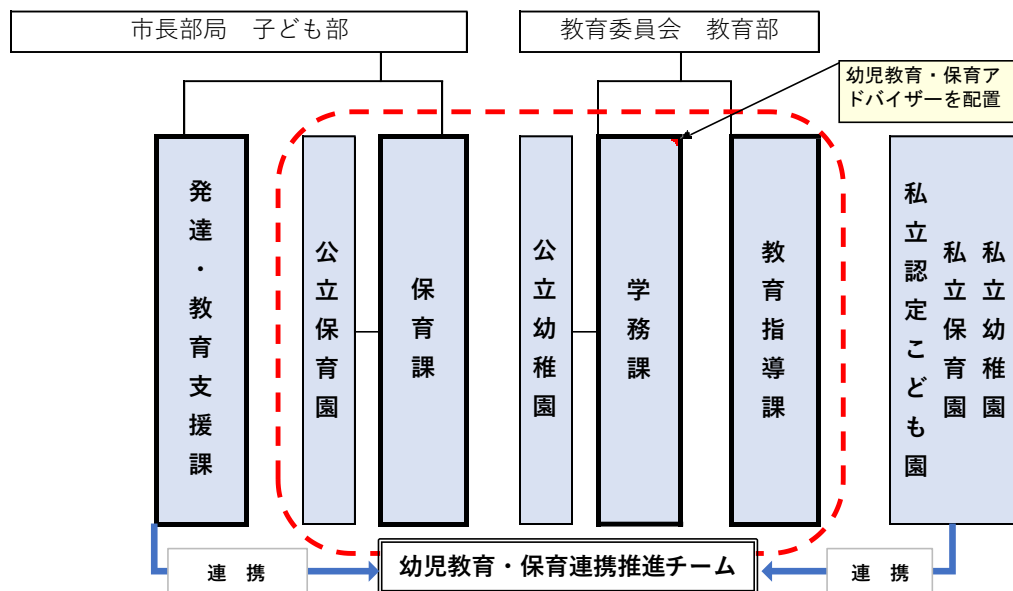 市長部局　子ども部
教育委員会　教育部
幼児教育・保育ア
ドバイザーを配置
発達・教育支援課
公立保育園
保育課
公立幼稚園
学務課
教育指導課
私立幼稚園
私立保育園
私立認定こども園
連　携
幼児教育・保育連携推進チーム
連　携